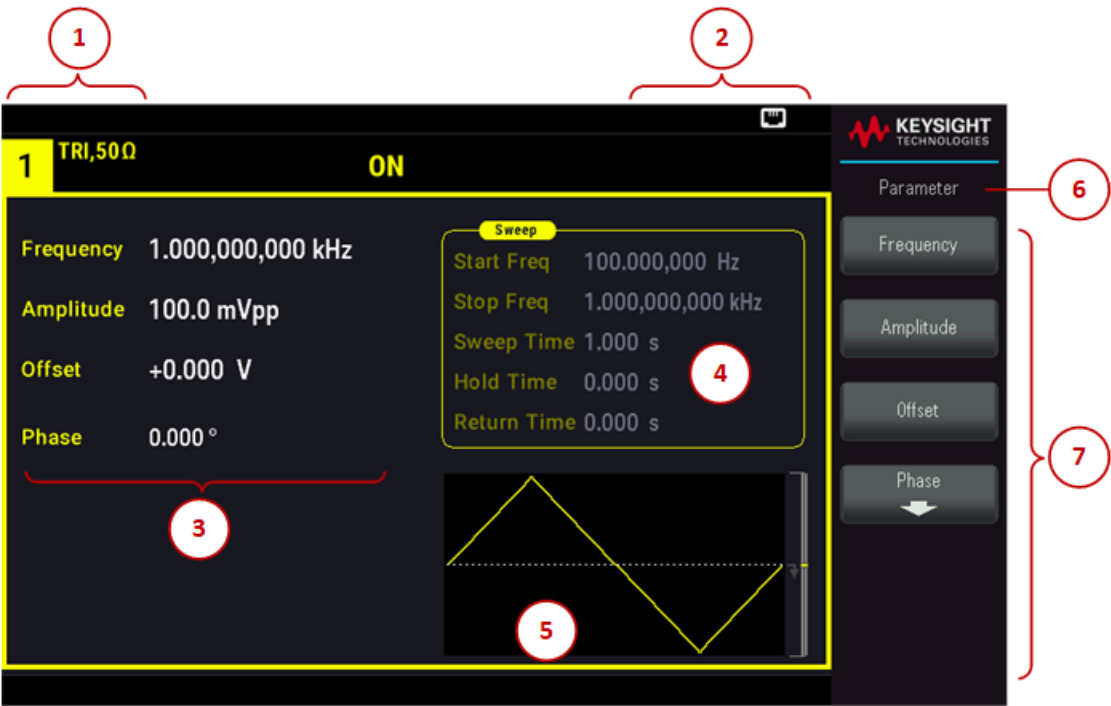 1
2
KEYSIGHT
TECHNOLOGIES
1 TRI,50Ω
ON
Parameter
6
Frequency 1.000,000,000 kHz
Amplitude 100.0 mVpp
Offset +0.000 V
Phase 0.000 °
3
Sweep
Start Freq 100.000,000 Hz
Stop Freq 1.000,000,000 kHz
Sweep Time 1.000 s
Hold Time 0.000 s
Return Time 0.000 s
4
5
Frequency
Amplitude
Offset
Phase
7